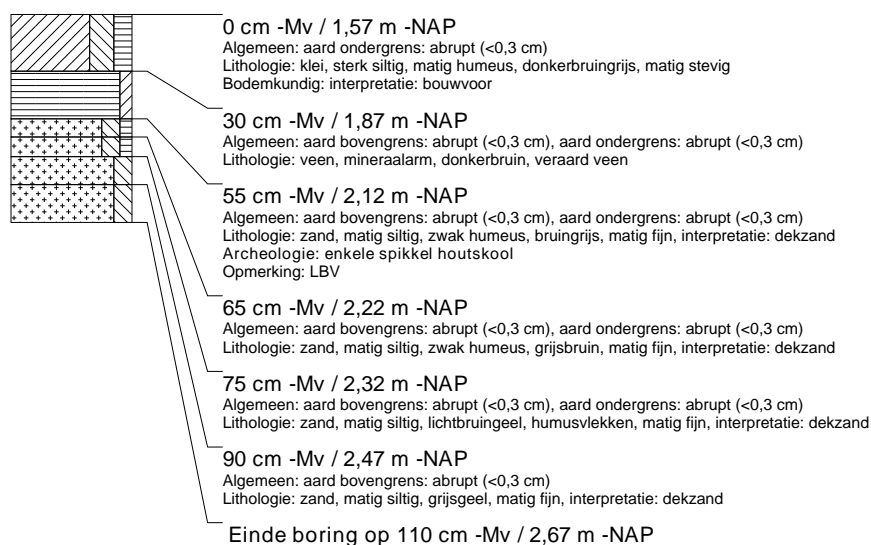 0 cm -Mv / 1,57 m -NAP
Algemeen: aard ondergrens: abrupt (<0,3 cm)
Lithologie: klei, sterk siltig, matig humeus, donkerbruingrijs, matig stevig
Bodemkundig: interpretatie: bouwvoor
30 cm -Mv / 1,87 m -NAP
Algemeen: aard bovengrens: abrupt (<0,3 cm), aard ondergrens: abrupt (<0,3 cm)
Lithologie: veen, mineraalarm, donkerbruin, veraard veen
55 cm -Mv / 2,12 m -NAP
Algemeen: aard bovengrens: abrupt (<0,3 cm), aard ondergrens: abrupt (<0,3 cm)
Lithologie: zand, matig siltig, zwak humeus, bruingrijs, matig fijn, interpretatie: dekzand
Archeologie: enkele spikkel houtskool
Opmerking: LBV
65 cm -Mv / 2,22 m -NAP
Algemeen: aard bovengrens: abrupt (<0,3 cm), aard ondergrens: abrupt (<0,3 cm)
Lithologie: zand, matig siltig, zwak humeus, grijsbruin, matig fijn, interpretatie: dekzand
75 cm -Mv / 2,32 m -NAP
Algemeen: aard bovengrens: abrupt (<0,3 cm), aard ondergrens: abrupt (<0,3 cm)
Lithologie: zand, matig siltig, lichtbruingeel, humusvlekken, matig fijn, interpretatie: dekzand
90 cm -Mv / 2,47 m -NAP
Algemeen: aard bovengrens: abrupt (<0,3 cm)
Lithologie: zand, matig siltig, grijsgeel, matig fijn, interpretatie: dekzand
Einde boring op 110 cm -Mv / 2,67 m -NAP